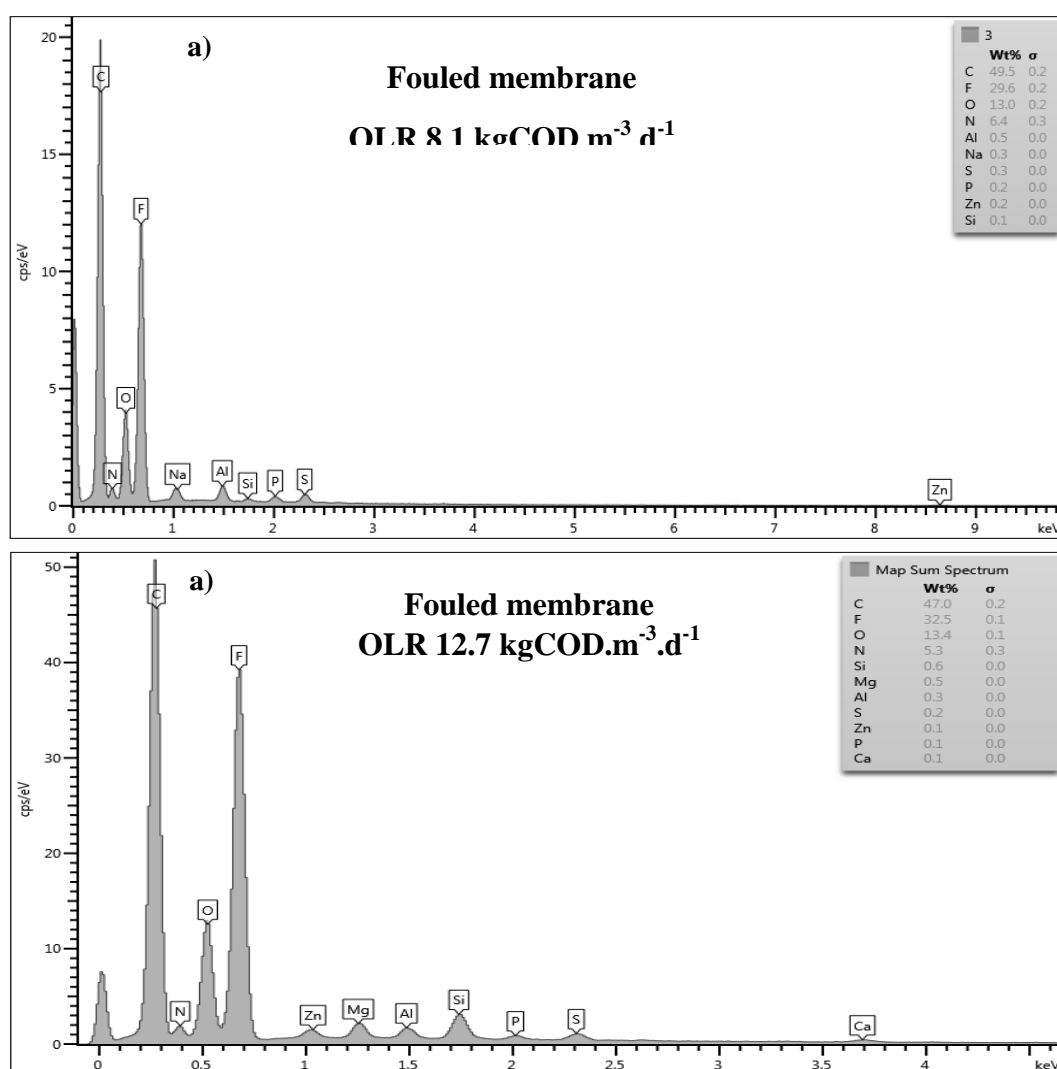 a)
Fouled membrane
OLR 8.1 kgCOD.m-3.d-1
3
Wt% σ
C 49.5 0.2
F 29.6 0.2
O 13.0 0.2
N 6.4 0.3
Al 0.5 0.0
Na 0.3 0.0
S 0.3 0.0
P 0.2 0.0
Zn 0.2 0.0
Si 0.1 0.0
20
15
10
5
0
cps/eV
C
N
O
F
Na
Al
Si
P
S
Zn
0 1 2 3 4 5 6 7 8 9 keV
a)
Fouled membrane
OLR 12.7 kgCOD.m-3.d-1
Map Sum Spectrum
Wt% σ
C 47.0 0.2
F 32.5 0.1
O 13.4 0.1
N 5.3 0.3
Si 0.6 0.0
Mg 0.5 0.0
Al 0.3 0.0
S 0.2 0.0
Zn 0.1 0.0
P 0.1 0.0
Ca 0.1 0.0
50
40
30
20
10
0
cps/eV
C
N
O
F
Zn
Mg
Al
Si
P
S
Ca
0 0.5 1 1.5 2 2.5 3 3.5 4 keV